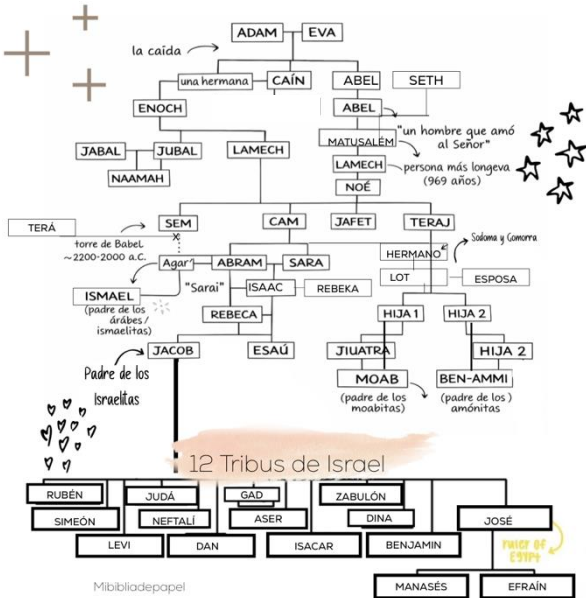 ADAM EVA
la caída
una hermana CAÍN ABEL SETH
ENOCH ABEL
"un hombre que amó
al Señor"
MATUSALÉM
JABAL JUBAL LAMECH
LAMECH persona más longeva
(969 años)
NAAMAH
NOÉ
TERÁ SEM CAM JAFET TERAJ
torre de Babel
~2200-2000 a.C.
Sodoma y Gomorra
HERMANO
Agar ABRAM SARA
LOT ESPOSA
ISMAEL "Sarai" ISAAC REBEKA
(padre de los
árabes/
ismaelitas)
REBECA HIJA 1 HIJA 2
JACOB ESAÚ JIUATRA HIJA 2
Padre de los
Israelitas
MOAB BEN-AMMI
(padre de los
moabitas)
(padre de los )
amónitas)
12 Tribus de Israel
RUBÉN JUDÁ GAD ZABULÓN
SIMEÓN NEFTALÍ ASER DINA JOSÉ
LEVI DAN ISACAR BENJAMIN
ruler of
EGYPT
MANASÉS EFRAÍN
Mibibliadepapel